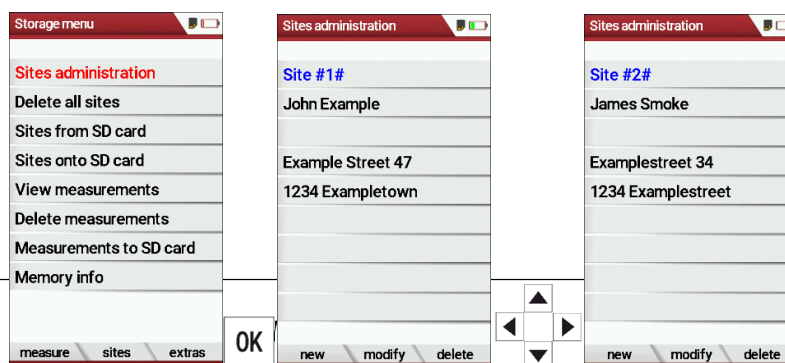 Storage menu
Sites administration
Delete all sites
Sites from SD card
Sites onto SD card
View measurements
Delete measurements
Measurements to SD card
Memory info
measure sites extras
OK
Sites administration
Site #1#
John Example
Example Street 47
1234 Exampletown
new modify delete
Sites administration
Site #2#
James Smoke
Examplestreet 34
1234 Examplestreet
new modify delete